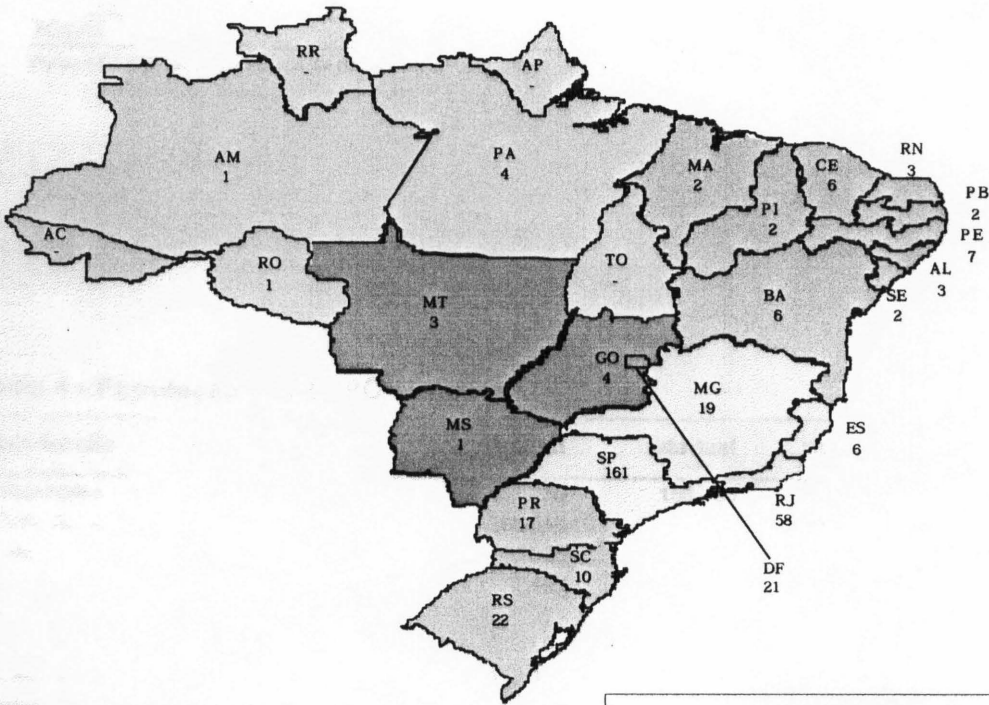 RR
-
AP
-
AM
1
PA
4
MA
2
CE
6
RN
3
PB
2
PI
2
PE
7
AC
-
RO
1
TO
-
AL
3
SE
2
BA
6
MT
3
GO
4
MG
19
MS
1
ES
6
SP
161
RJ
58
PR
17
DF
21
SC
10
RS
22